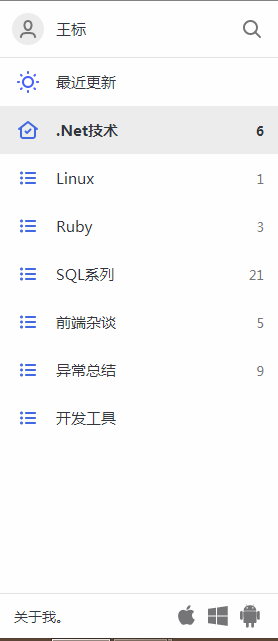 王标
最近更新
.Net技术 6
Linux 1
Ruby 3
SQL系列 21
前端杂谈 5
异常总结 9
开发工具
关于我。